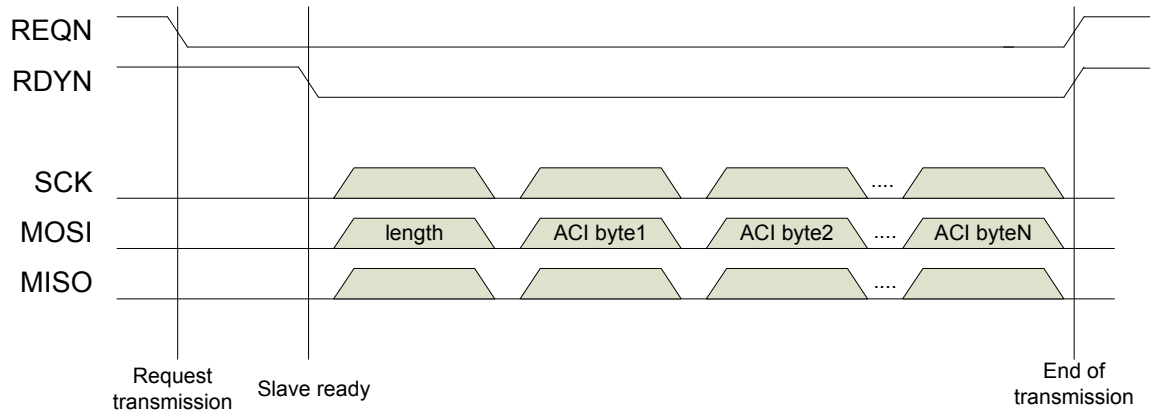 REQN
RDYN
SCK
....
MOSI
length
ACI byte1
ACI byte2
....
ACI byteN
MISO
....
Request
transmission
Slave ready
End of
transmission